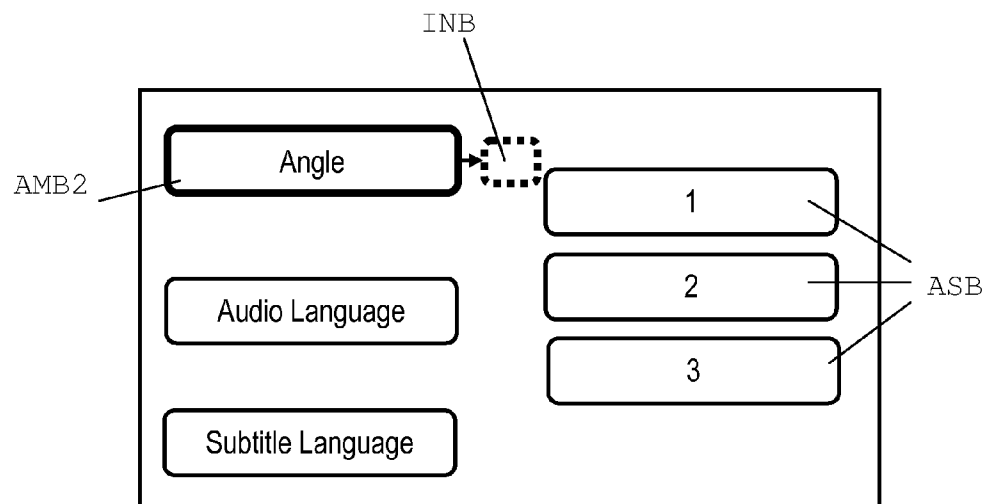 INB
Angle
AMB2
1
2
ASB
Audio Language
3
Subtitle Language